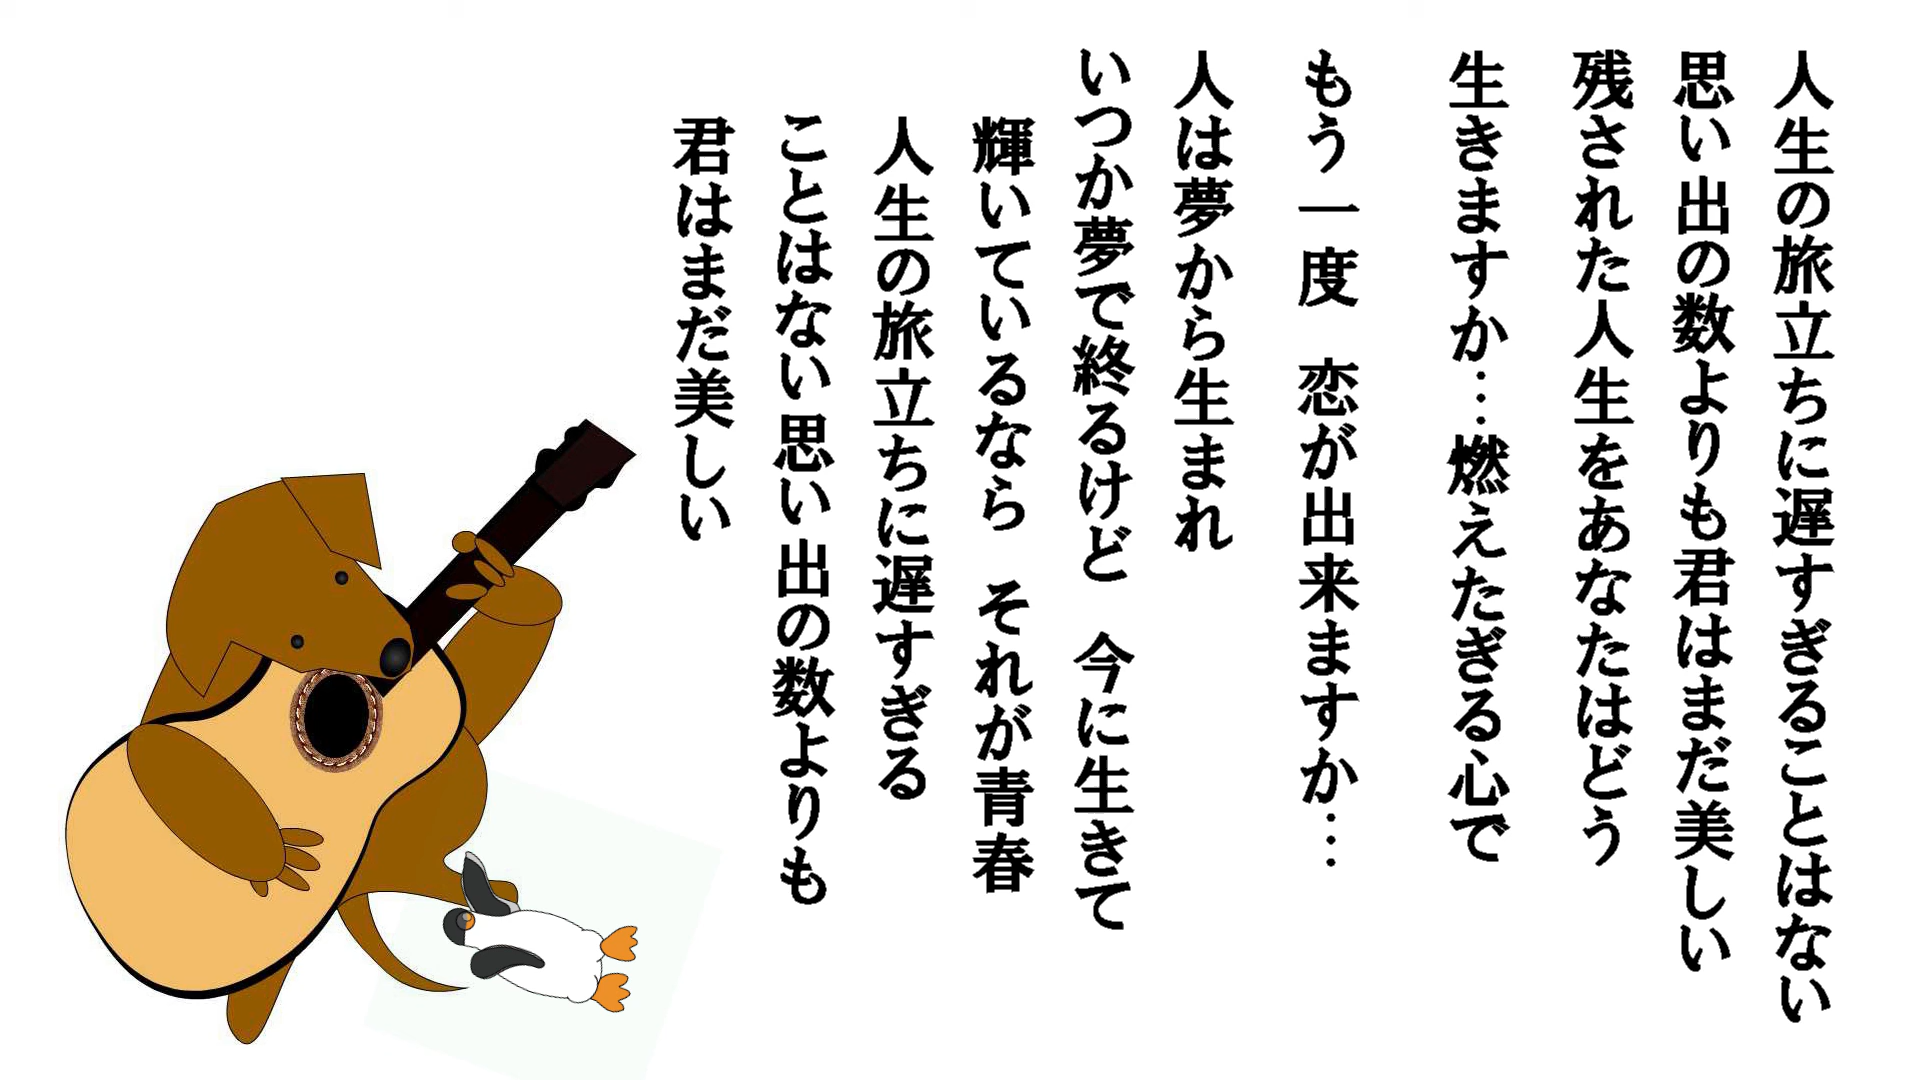 人生の旅立ちに遅すぎることはない
思い出の数よりも君はまだ美しい
残された人生をあなたはどう
生きますか…燃えたぎる心で
もう一度　恋が出来ますか…
人は夢から生まれ
いつか夢で終るけど　今に生きて
輝いているなら　それが青春
人生の旅立ちに遅すぎる
ことはない思い出の数よりも
君はまだ美しい